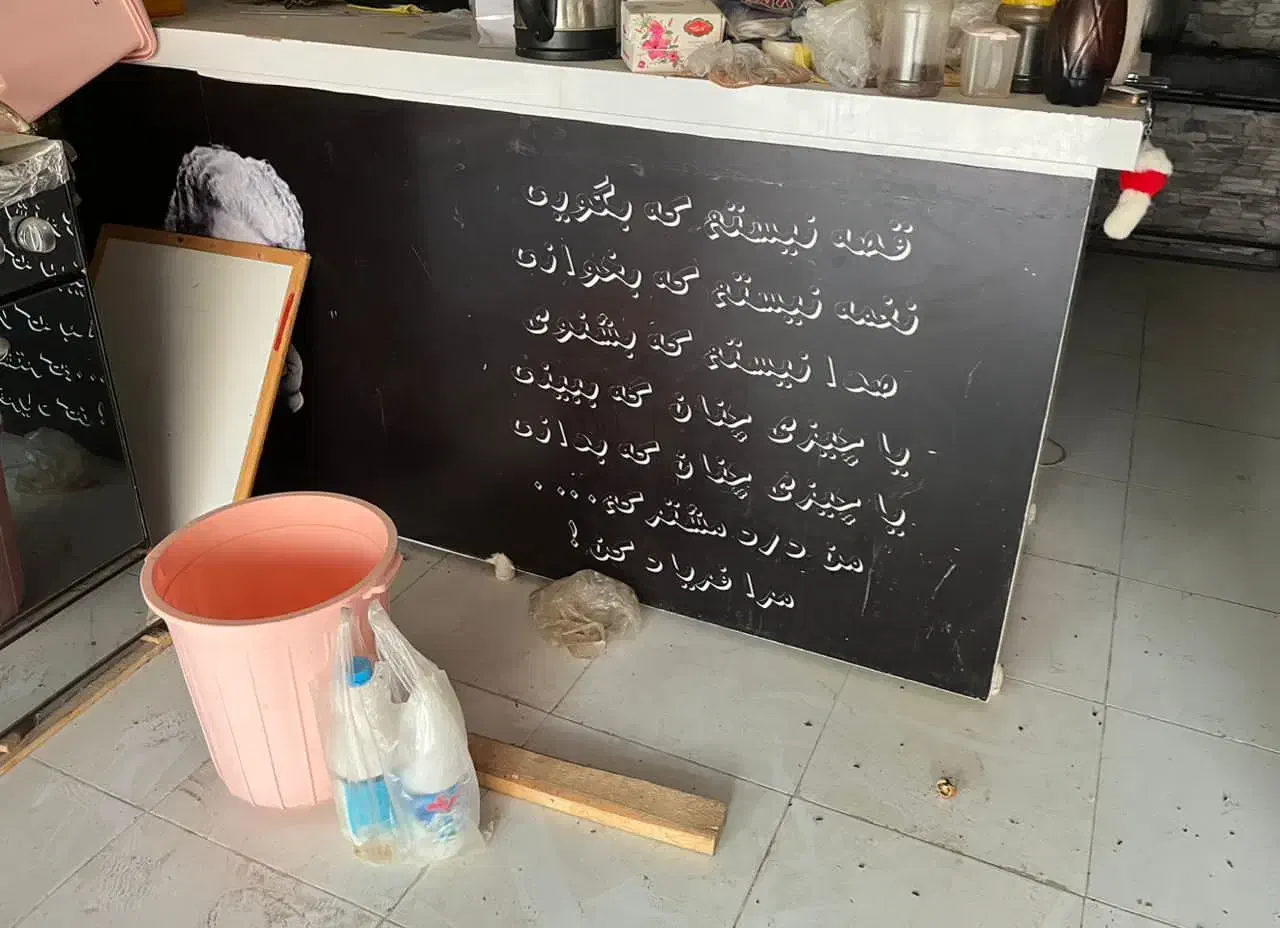 قصه نیستم که بگویی
نغمه نیستم که بخوانی
صدا نیستم که بشنوی
یا چیزی چنان که ببینی
یا چیزی چنان که بدانی
من درد مشترکم....
مرا فریاد کن !